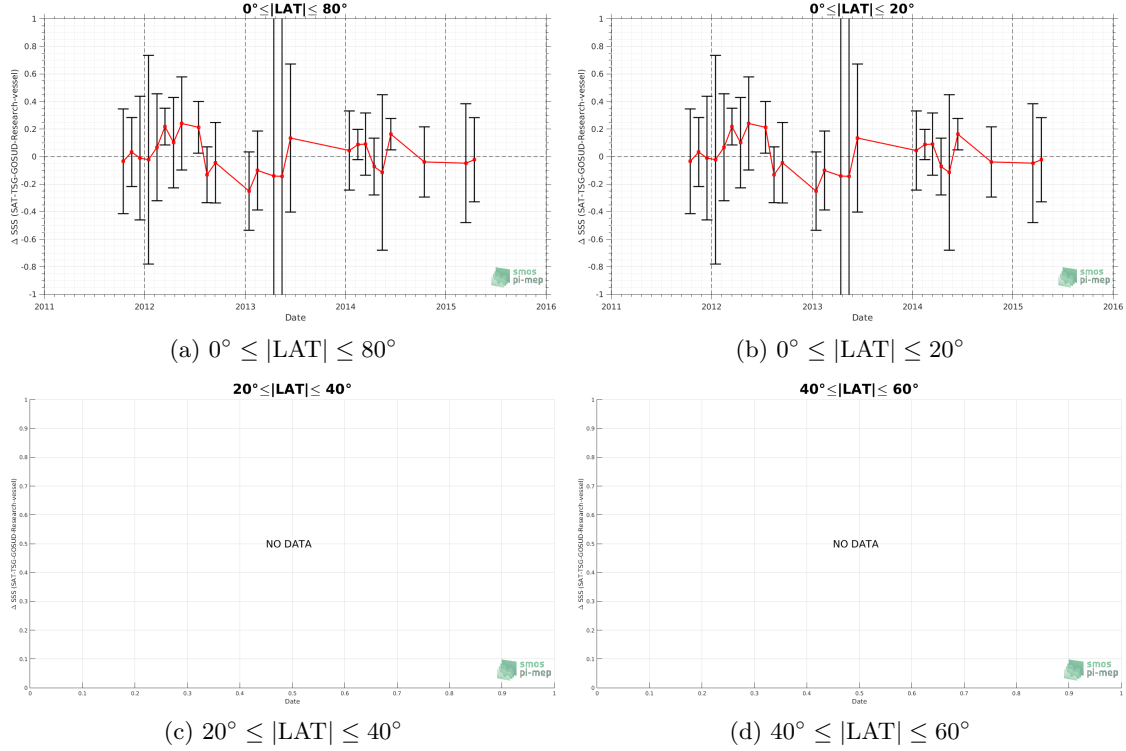 0°≤|LAT|≤ 80°
Δ SSS (SAT-TSG-GOSUD-Research-vessel)
1
0.8
0.6
0.4
0.2
0
-0.2
-0.4
-0.6
-0.8
-1
2011 2012 2013 2014 2015 2016
Date
smos
pi-mep
(a) 0° ≤ |LAT| ≤ 80°
0°≤|LAT|≤ 20°
Δ SSS (SAT-TSG-GOSUD-Research-vessel)
1
0.8
0.6
0.4
0.2
0
-0.2
-0.4
-0.6
-0.8
-1
2011 2012 2013 2014 2015 2016
Date
smos
pi-mep
(b) 0° ≤ |LAT| ≤ 20°
20°≤|LAT|≤ 40°
Δ SSS (SAT-TSG-GOSUD-Research-vessel)
1
0.9
0.8
0.7
0.6
0.5
0.4
0.3
0.2
0.1
0
NO DATA
0 0.1 0.2 0.3 0.4 0.5 0.6 0.7 0.8 0.9 1
Date
smos
pi-mep
(c) 20° ≤ |LAT| ≤ 40°
40°≤|LAT|≤ 60°
Δ SSS (SAT-TSG-GOSUD-Research-vessel)
1
0.9
0.8
0.7
0.6
0.5
0.4
0.3
0.2
0.1
0
NO DATA
0 0.1 0.2 0.3 0.4 0.5 0.6 0.7 0.8 0.9 1
Date
smos
pi-mep
(d) 40° ≤ |LAT| ≤ 60°